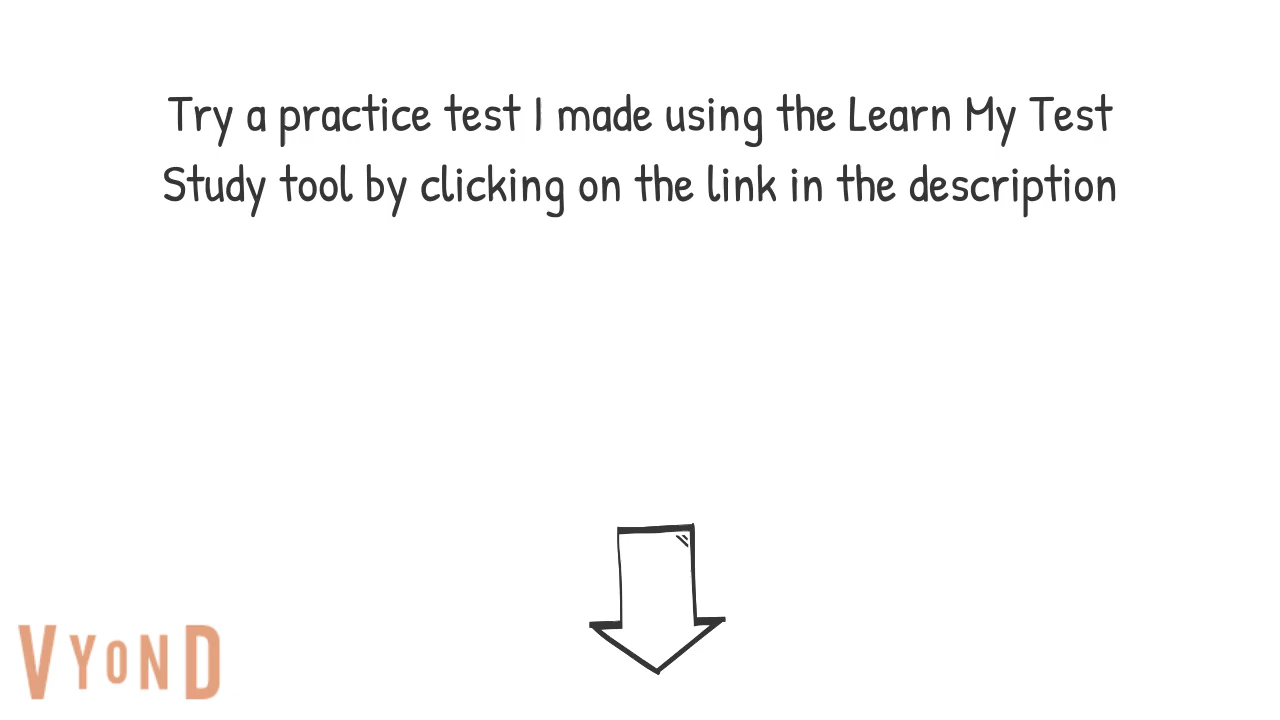 Try a practice test I made using the Learn My Test
Study tool by clicking on the link in the description
VYOND